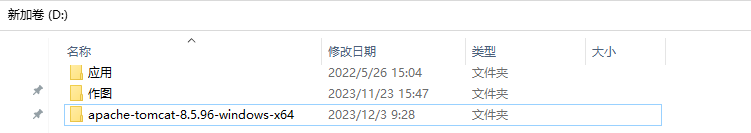 新加卷 (D:)
名称 修改日期 类型 大小
应用 2022/5/26 15:04 文件夹
作图 2023/11/23 15:47 文件夹
apache-tomcat-8.5.96-windows-x64 2023/12/3 9:28 文件夹